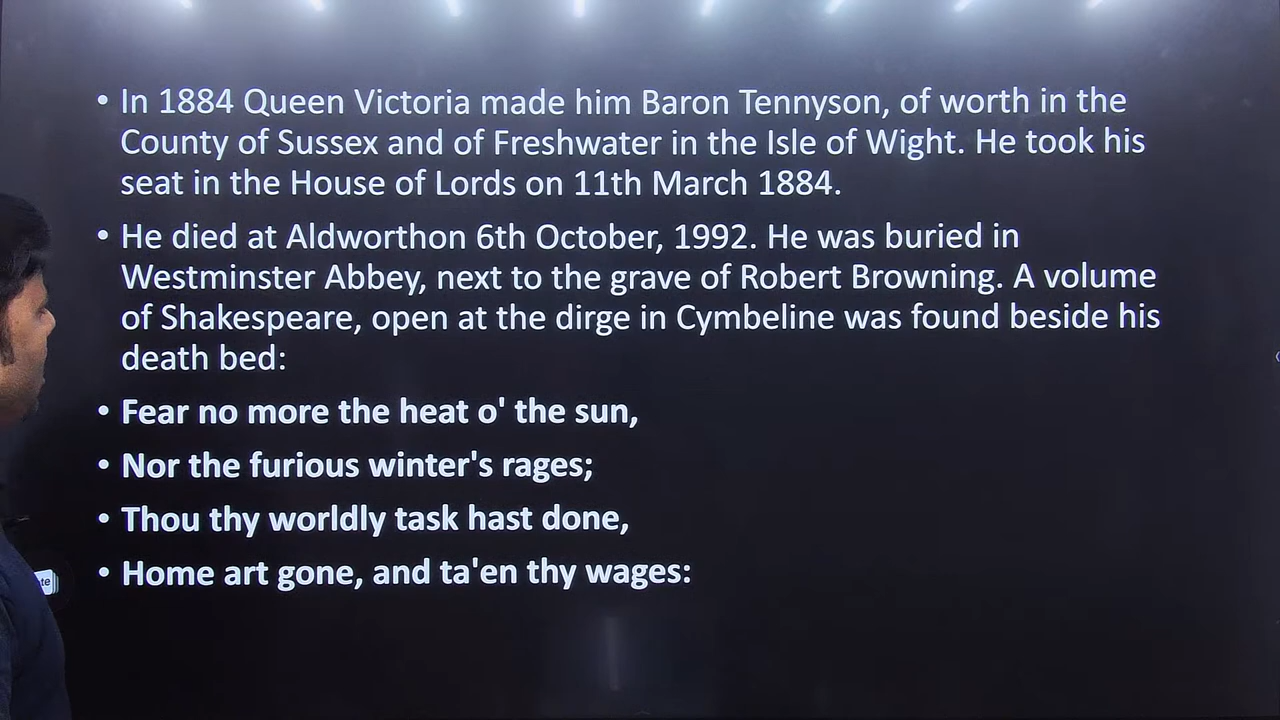 • In 1884 Queen Victoria made him Baron Tennyson, of worth in the
County of Sussex and of Freshwater in the Isle of Wight. He took his
seat in the House of Lords on 11th March 1884.
• He died at Aldworthon 6th October, 1992. He was buried in
Westminster Abbey, next to the grave of Robert Browning. A volume
of Shakespeare, open at the dirge in Cymbeline was found beside his
death bed:
• Fear no more the heat o' the sun,
• Nor the furious winter's rages;
• Thou thy worldly task hast done,
• Home art gone, and ta'en thy wages: